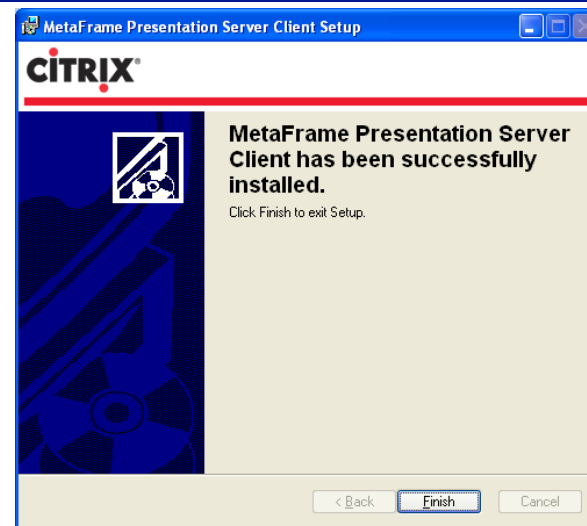 MetaFrame Presentation Server Client Setup
CITRIX®
MetaFrame Presentation Server
Client has been successfully
installed.
Click Finish to exit Setup.
< Back
Finish
Cancel